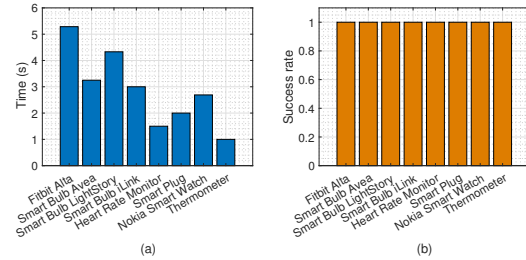 6
5
4
3
2
1
0
Time (s)
Fitbit Alta
Smart Bulb Avea
Smart Bulb LightStory
Smart Bulb iLink
Heart Rate Monitor
Smart Plug
Nokia Smart Watch
Thermometer
(a)
1
0.8
0.6
0.4
0.2
0
Success rate
Fitbit Alta
Smart Bulb Avea
Smart Bulb LightStory
Smart Bulb iLink
Heart Rate Monitor
Smart Plug
Nokia Smart Watch
Thermometer
(b)